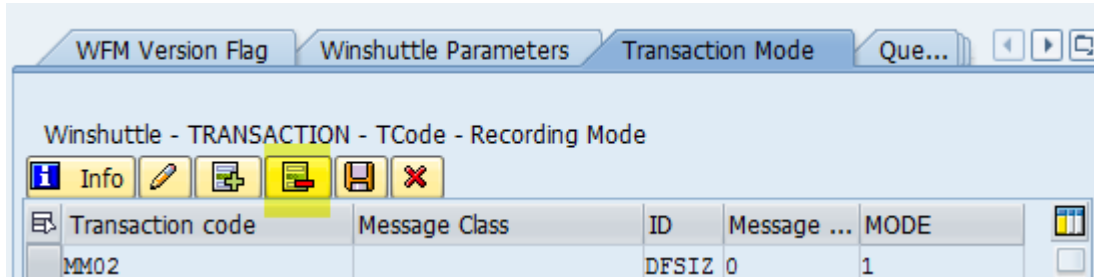 WFM Version Flag Winshuttle Parameters Transaction Mode Que...
Winshuttle - TRANSACTION - TCode - Recording Mode
Info
Transaction code Message Class ID Message ... MODE
MM02 DFSIZ 0 1